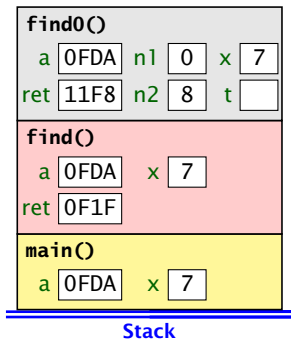 find0()
a 0FDA n1 0 x 7
ret 11F8 n2 8 t
find()
a 0FDA x 7
ret 0F1F
main()
a 0FDA x 7
Stack